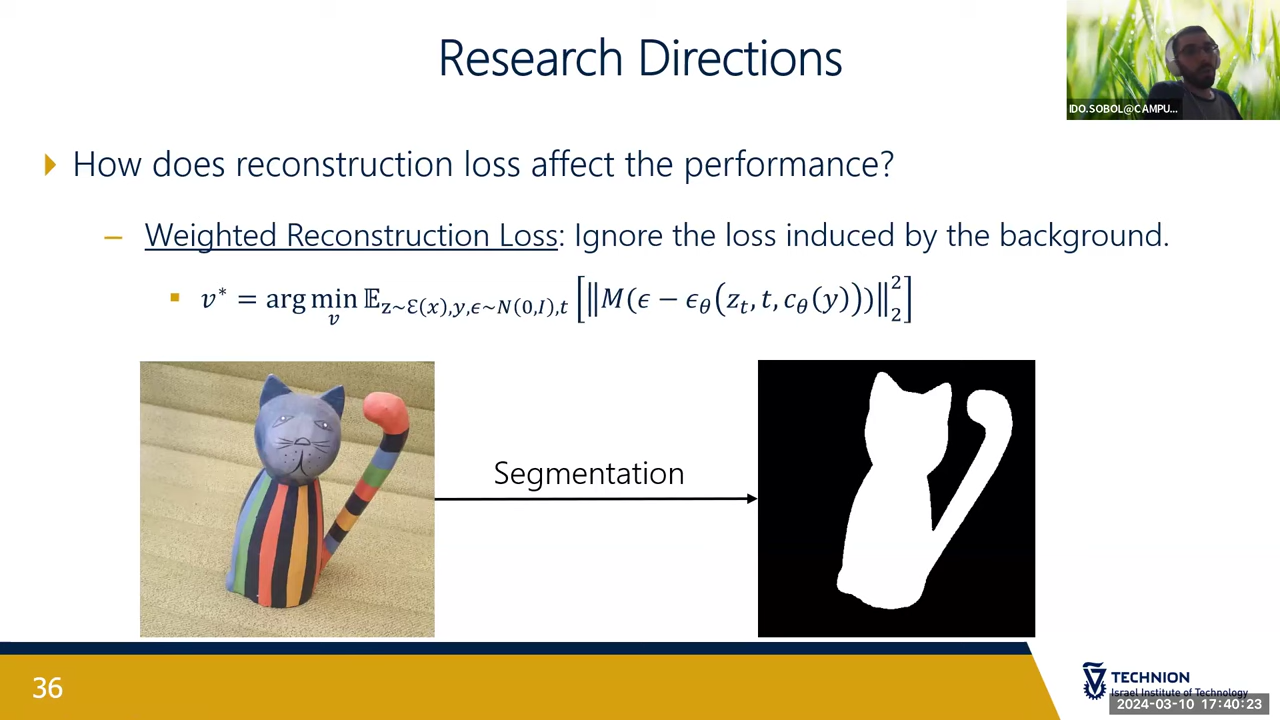 Research Directions
IDO.SOBOL@CAMPU...
How does reconstruction loss affect the performance?
– Weighted Reconstruction Loss: Ignore the loss induced by the background.
v* = arg min_v 𝔼_{z~ℰ(x),y,ϵ~N(0,I),t} [‖M(ϵ − ϵ_θ(z_t, t, c_θ(y)))‖₂²]
Segmentation
36
TECHNION
Israel Institute of Technology
2024-03-10 17:40:23